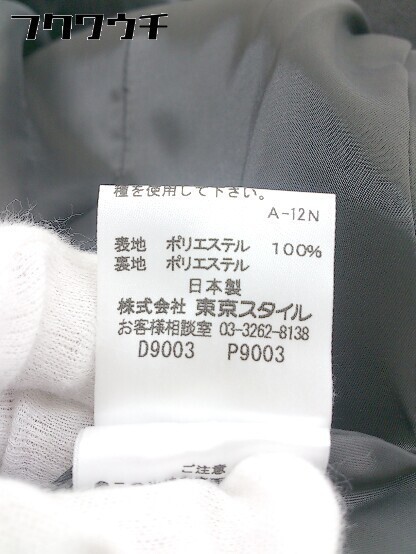 フクウクチ
種を使用して下さい。
A-12N
表地 ポリエステル 100%
裏地 ポリエステル
日本製
株式会社 東京スタイル
お客様相談室 03-3262-8138
D9003 P9003
ご注意